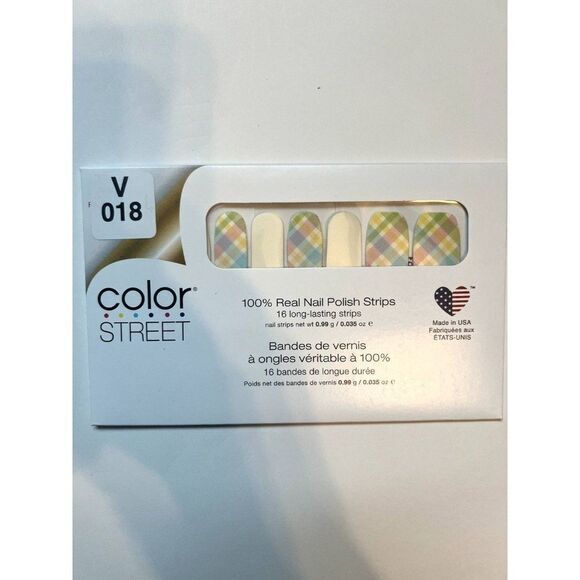 V
018
color®
STREET
100% Real Nail Polish Strips
16 long-lasting strips
nail strips net wt 0.99 g / 0.035 oz ℮
Bandes de vernis
à ongles véritable à 100%
16 bandes de longue durée
Poids net des bandes de vernis 0.99 g / 0.035 oz ℮
™
Made in USA
Fabriquées aux
ÉTATS-UNIS